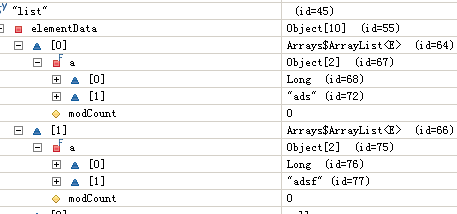 "list" (id=45)
elementData Object[10] (id=55)
[0] Arrays$ArrayList<E> (id=64)
a Object[2] (id=67)
[0] Long (id=68)
[1] "ads" (id=72)
modCount 0
[1] Arrays$ArrayList<E> (id=66)
a Object[2] (id=75)
[0] Long (id=76)
[1] "adsf" (id=77)
modCount 0